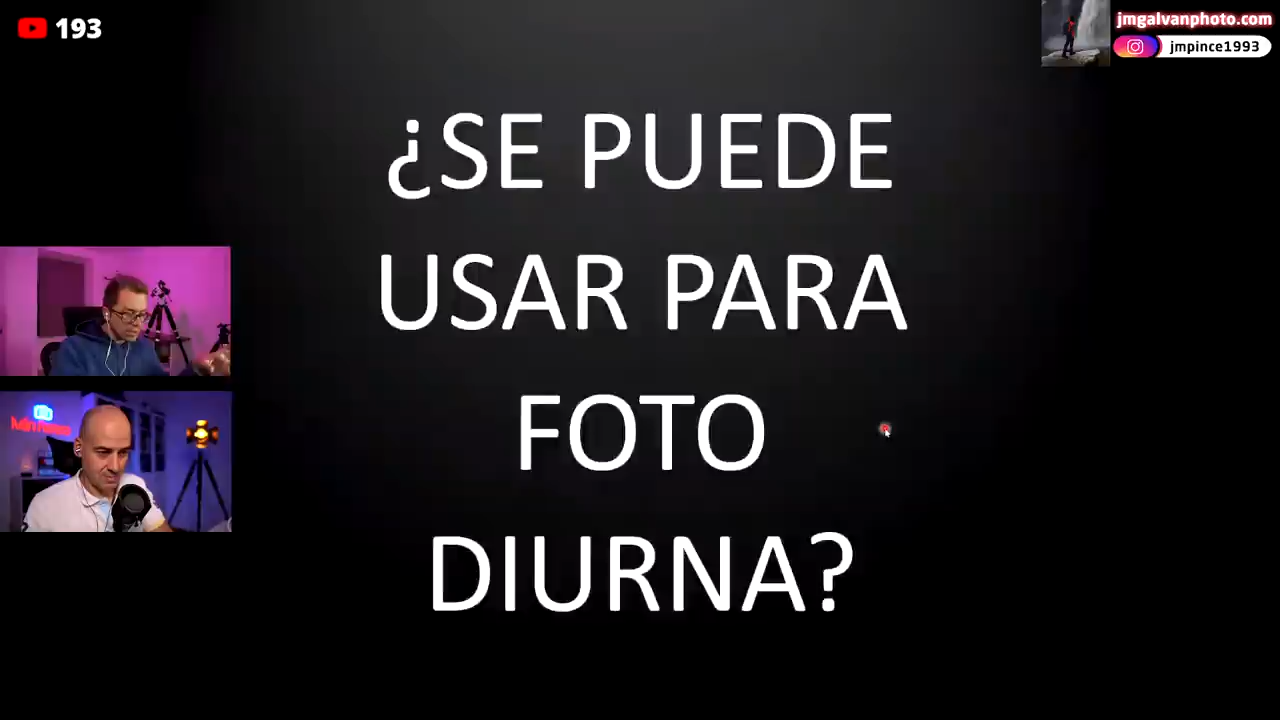 193
jmgalvanphoto.com
jmpince1993
¿SE PUEDE
USAR PARA
FOTO
DIURNA?